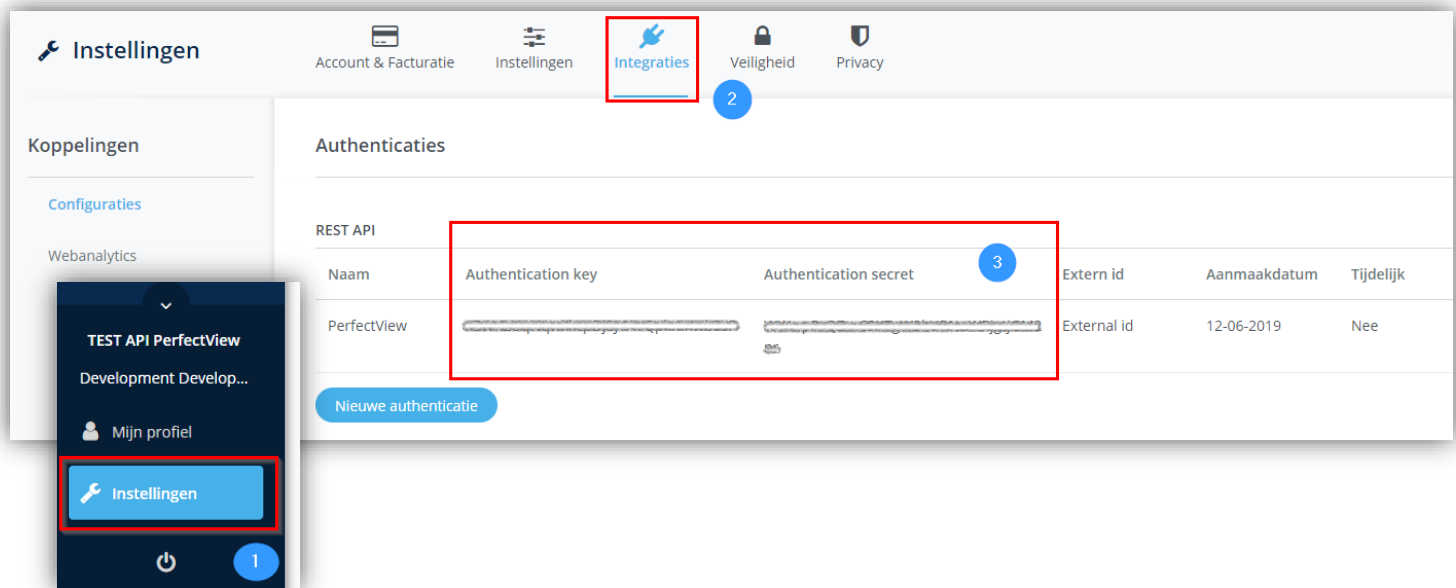 Instellingen
Account & Facturatie
Instellingen
Integraties
Veiligheid
Privacy
2
Koppelingen
Configuraties
Webanalytics
Authenticaties
REST API
3
Naam Authentication key Authentication secret Extern id Aanmaakdatum Tijdelijk
PerfectView External id 12-06-2019 Nee
Nieuwe authenticatie
TEST API PerfectView
Development Develop...
Mijn profiel
Instellingen
1